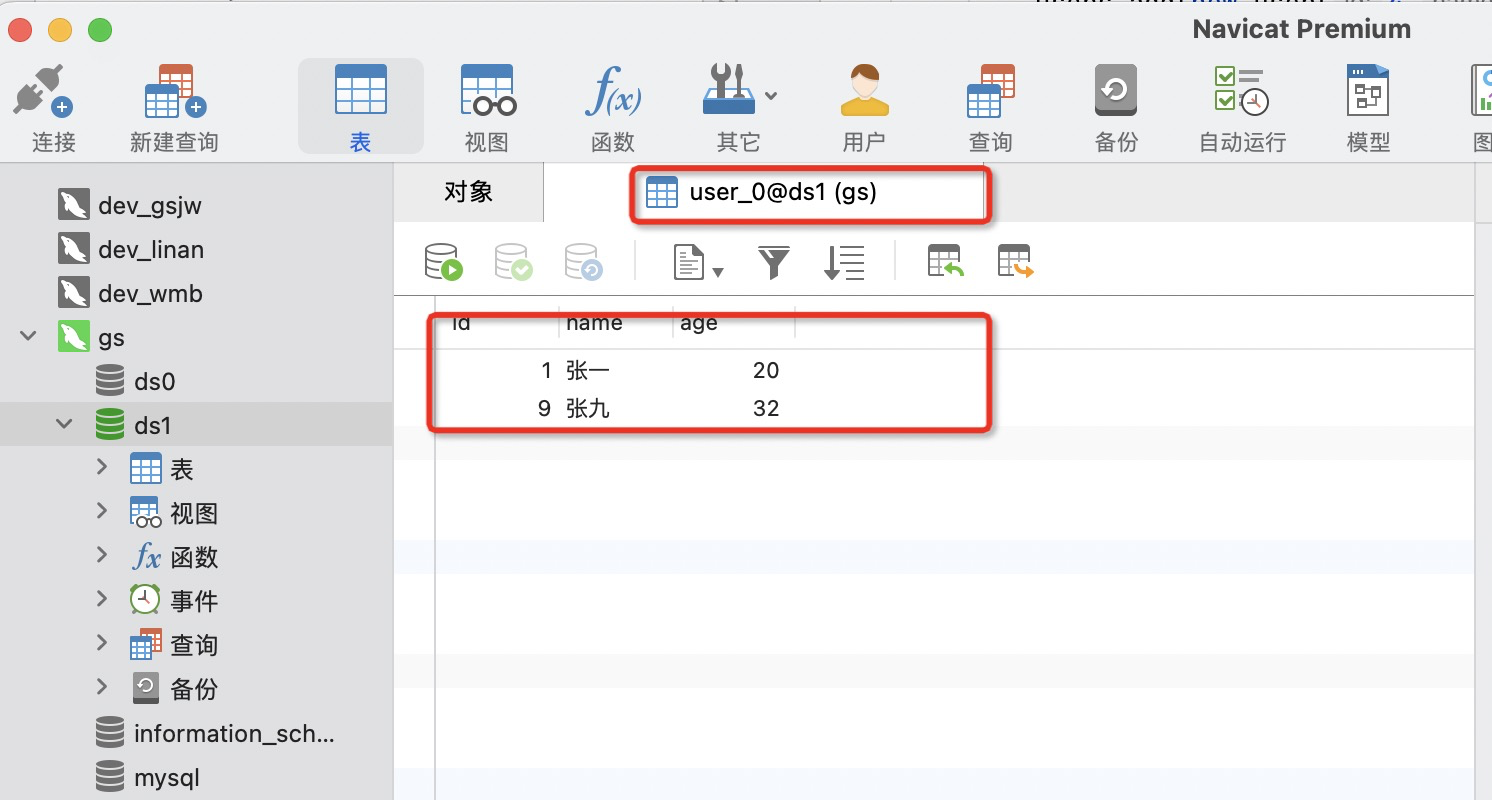 Navicat Premium
连接
新建查询
表
视图
函数
其它
用户
查询
备份
自动运行
模型
dev_gsjw
dev_linan
dev_wmb
gs
ds0
ds1
表
视图
函数
事件
查询
备份
information_sch...
mysql
对象
user_0@ds1 (gs)
id name age
1 张一 20
9 张九 32